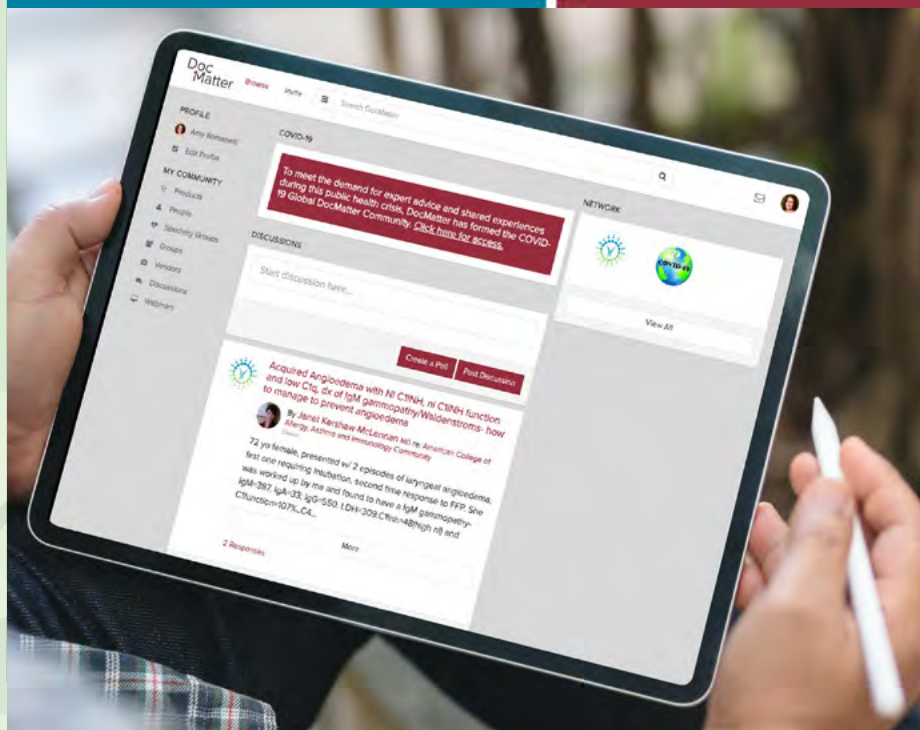 Doc
Matter
Browse
Invite
Search DocMatter
PROFILE
Amy
Edit Profile
MY COMMUNITY
Products
People
Specialty Groups
Groups
Vendors
Discussions
Webinars
COVID-19
To meet the demand for expert advice and shared experiences
during this public health crisis, DocMatter has formed the COVID-
19 Global DocMatter Community. Click here for access.
DISCUSSIONS
Start discussion here...
Create a Poll
Post Discussion
Acquired Angioedema with Nl C1INH, nl C1INH function
and low C1q, dx of IgM gammopathy/Waldenstroms- how
to manage to prevent angioedema
By Janet Kershaw-McLennan MD re: American College of
Allergy, Asthma and Immunology Community
72 yo female, presented w/ 2 episodes of laryngeal angioedema,
first one requiring intubation, second time response to FFP. She
was worked up by me and found to have a IgM gammopathy-
IgM=397, IgA=33; IgG=550. LDH=309,C1inh=48(high nl) and
C1function=107%..C4...
More
2 Responses
NETWORK
COVID-19
View All